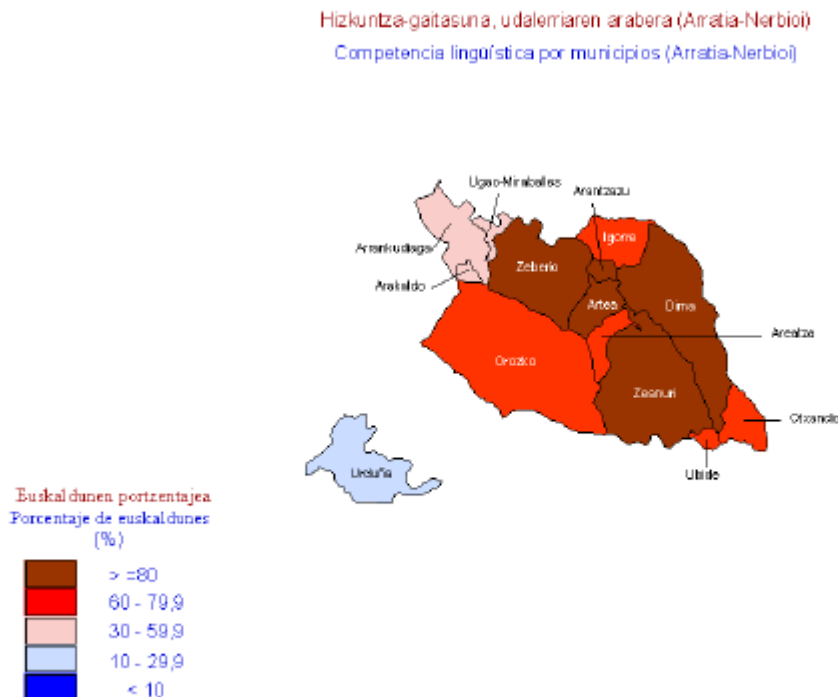 Hizkuntza-gaitasuna, udalerriaren arabera (Arratia-Nerbioi)
Competencia lingüística por municipios (Arratia-Nerbioi)
Ugao-Miraballes
Arantzazu
Arrankudiaga
Igorre
Zeberio
Arakaldo
Artea
Dima
Areatza
Orozko
Zeanuri
Otxandio
Ubide
Urduña
Euskaldunen portzentajea
Porcentaje de euskaldunes
(%)
> =80
60 - 79,9
30 - 59,9
10 - 29,9
< 10